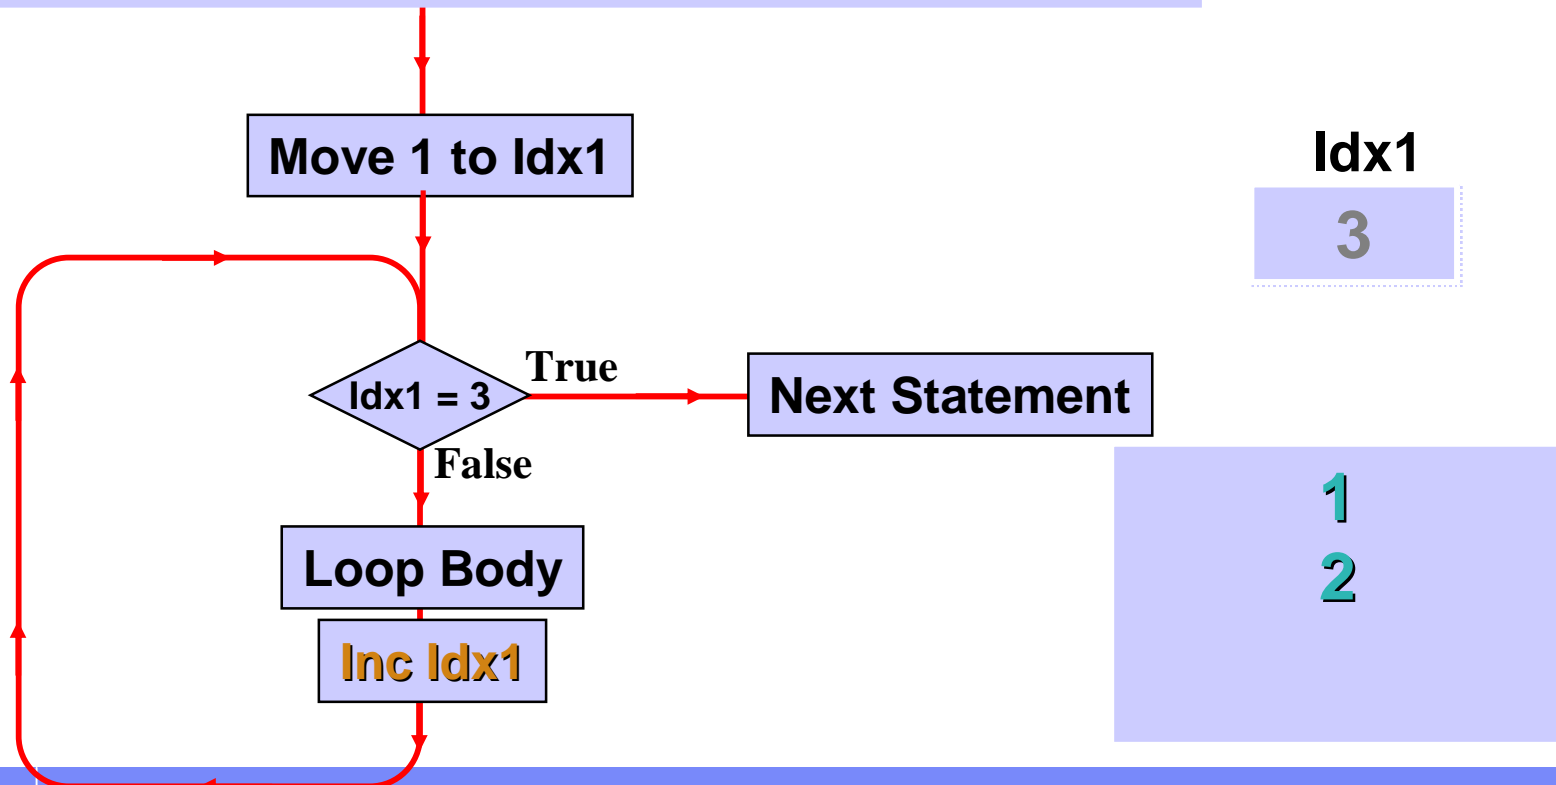 Move 1 to Idx1
Idx1
3
Idx1 = 3
True
Next Statement
False
1
Loop Body
2
Inc Idx1